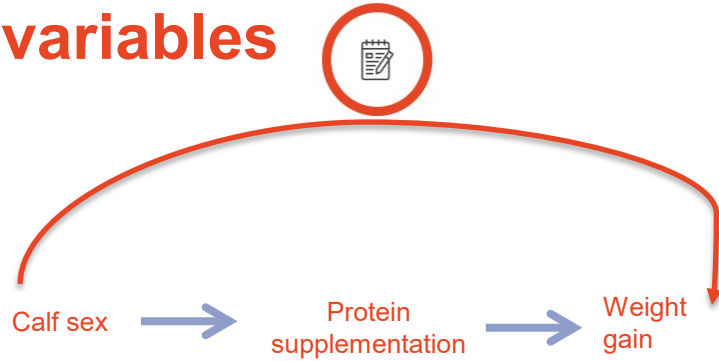 variables
Calf sex
Protein
supplementation
Weight
gain